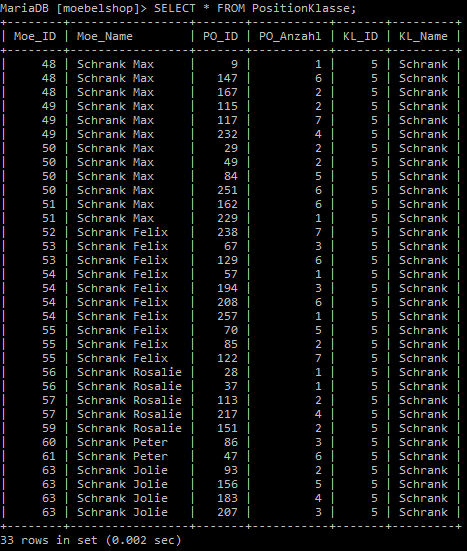 MariaDB [moebelshop]> SELECT * FROM PositionKlasse;
+--------+-----------------+-------+------------+-------+----------+
| Moe_ID | Moe_Name        | PO_ID | PO_Anzahl | KL_ID | KL_Name |
+--------+-----------------+-------+------------+-------+----------+
| 48 | Schrank Max | 9 | 1 | 5 | Schrank |
| 48 | Schrank Max | 147 | 6 | 5 | Schrank |
| 48 | Schrank Max | 167 | 2 | 5 | Schrank |
| 49 | Schrank Max | 115 | 2 | 5 | Schrank |
| 49 | Schrank Max | 117 | 7 | 5 | Schrank |
| 49 | Schrank Max | 232 | 4 | 5 | Schrank |
| 50 | Schrank Max | 29 | 2 | 5 | Schrank |
| 50 | Schrank Max | 49 | 2 | 5 | Schrank |
| 50 | Schrank Max | 84 | 5 | 5 | Schrank |
| 50 | Schrank Max | 251 | 6 | 5 | Schrank |
| 51 | Schrank Max | 162 | 6 | 5 | Schrank |
| 51 | Schrank Max | 229 | 1 | 5 | Schrank |
| 52 | Schrank Felix | 238 | 7 | 5 | Schrank |
| 53 | Schrank Felix | 67 | 3 | 5 | Schrank |
| 53 | Schrank Felix | 129 | 6 | 5 | Schrank |
| 54 | Schrank Felix | 57 | 1 | 5 | Schrank |
| 54 | Schrank Felix | 194 | 3 | 5 | Schrank |
| 54 | Schrank Felix | 208 | 6 | 5 | Schrank |
| 54 | Schrank Felix | 257 | 1 | 5 | Schrank |
| 55 | Schrank Felix | 70 | 5 | 5 | Schrank |
| 55 | Schrank Felix | 85 | 2 | 5 | Schrank |
| 55 | Schrank Felix | 122 | 7 | 5 | Schrank |
| 56 | Schrank Rosalie | 28 | 1 | 5 | Schrank |
| 56 | Schrank Rosalie | 37 | 1 | 5 | Schrank |
| 57 | Schrank Rosalie | 113 | 2 | 5 | Schrank |
| 57 | Schrank Rosalie | 217 | 4 | 5 | Schrank |
| 59 | Schrank Rosalie | 151 | 2 | 5 | Schrank |
| 60 | Schrank Peter | 86 | 3 | 5 | Schrank |
| 61 | Schrank Peter | 47 | 6 | 5 | Schrank |
| 63 | Schrank Jolie | 93 | 2 | 5 | Schrank |
| 63 | Schrank Jolie | 156 | 5 | 5 | Schrank |
| 63 | Schrank Jolie | 183 | 4 | 5 | Schrank |
| 63 | Schrank Jolie | 207 | 3 | 5 | Schrank |
+--------+-----------------+-------+------------+-------+----------+
33 rows in set (0.002 sec)